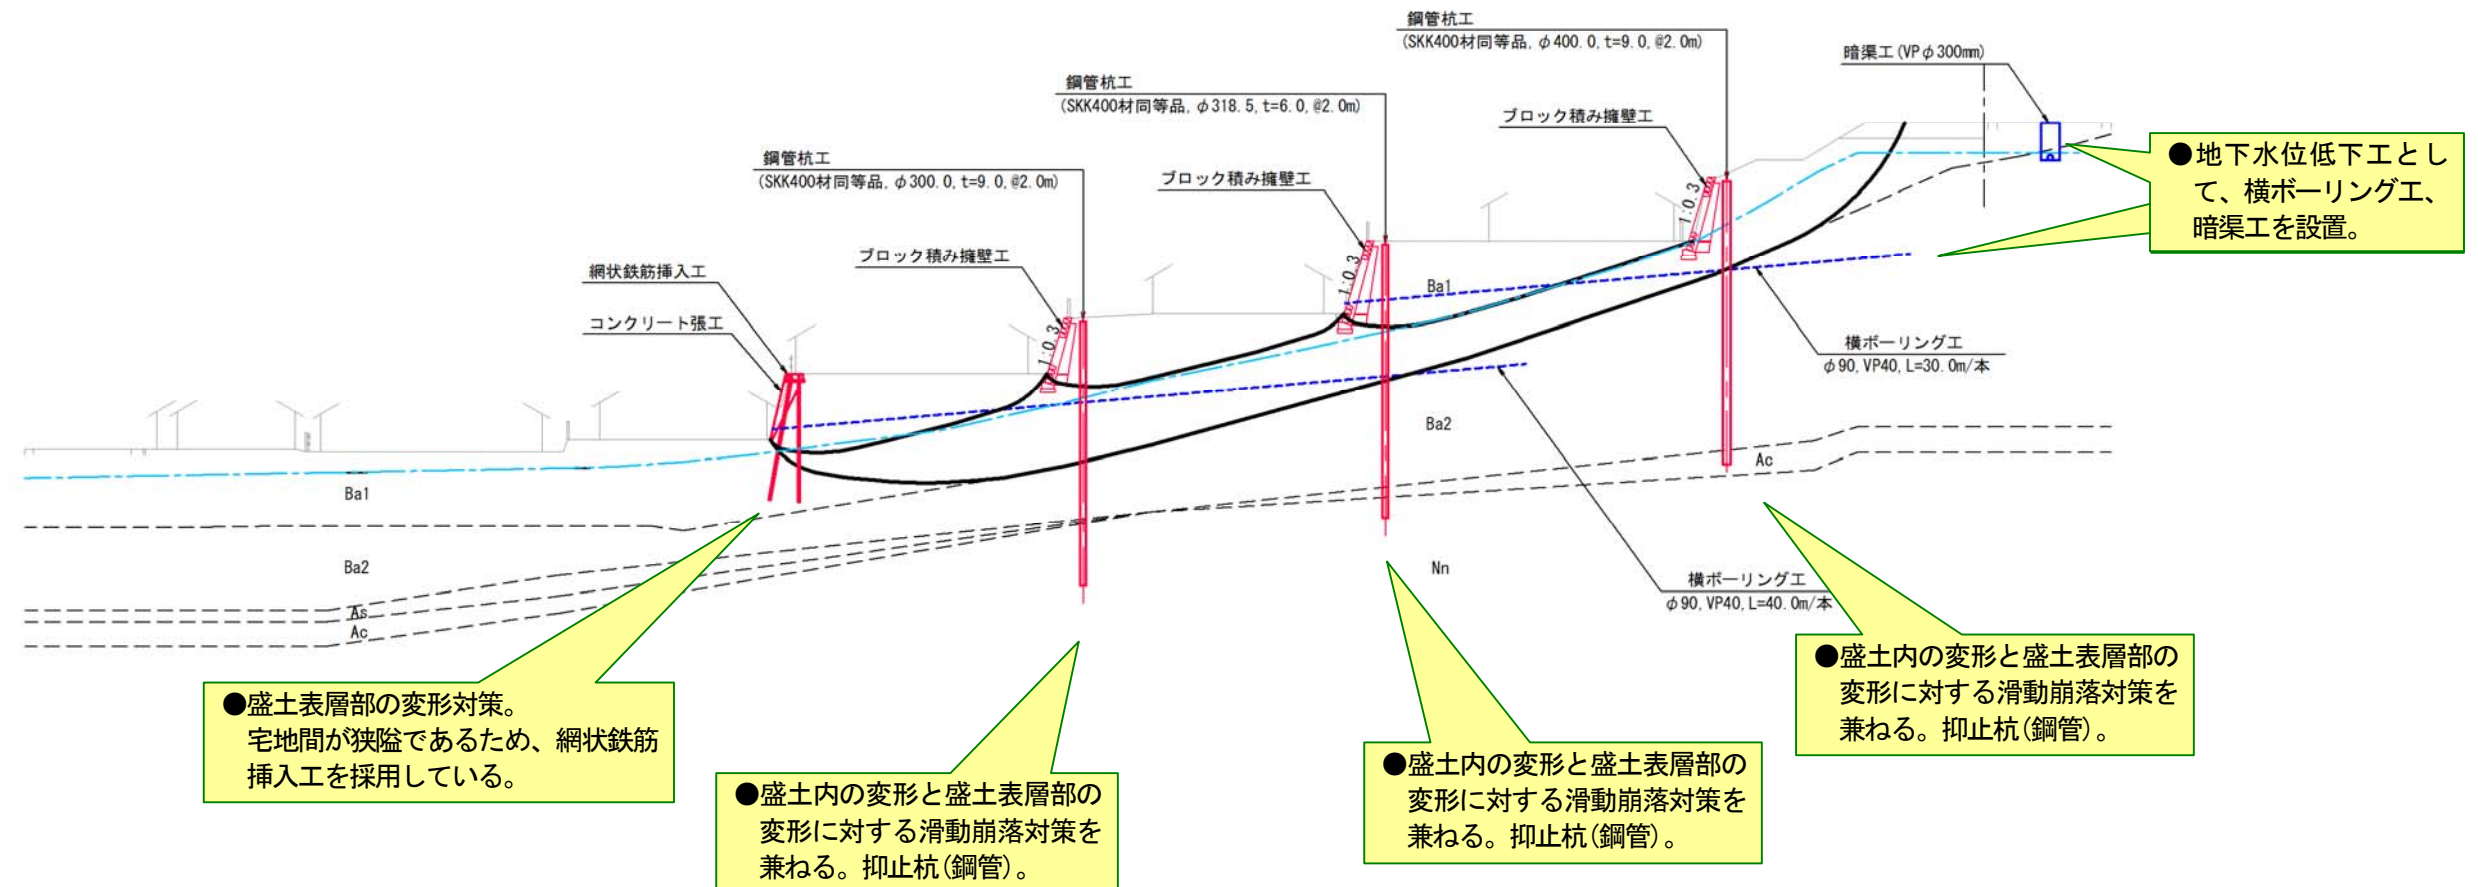 鋼管杭工
(SKK400材同等品, φ400.0, t=9.0, @2.0m)
暗渠工(VPφ300mm)
鋼管杭工
(SKK400材同等品, φ318.5, t=6.0, @2.0m)
ブロック積み擁壁工
鋼管杭工
(SKK400材同等品, φ300.0, t=9.0, @2.0m)
ブロック積み擁壁工
●地下水位低下工とし
て、横ボーリング工、
暗渠工を設置。
1:0.3
網状鉄筋挿入工
ブロック積み擁壁工
1:0.3
Ba1
コンクリート張工
1:0.3
横ボーリング工
φ90, VP40, L=30.0m/本
Ba2
Ac
Ba1
Ba2
Nn
横ボーリング工
φ90, VP40, L=40.0m/本
As
Ac
●盛土表層部の変形対策。
宅地間が狭隘であるため、網状鉄筋
挿入工を採用している。
●盛土内の変形と盛土表層部の
変形に対する滑動崩落対策を
兼ねる。抑止杭(鋼管)。
●盛土内の変形と盛土表層部の
変形に対する滑動崩落対策を
兼ねる。抑止杭(鋼管)。
●盛土内の変形と盛土表層部の
変形に対する滑動崩落対策を
兼ねる。抑止杭(鋼管)。